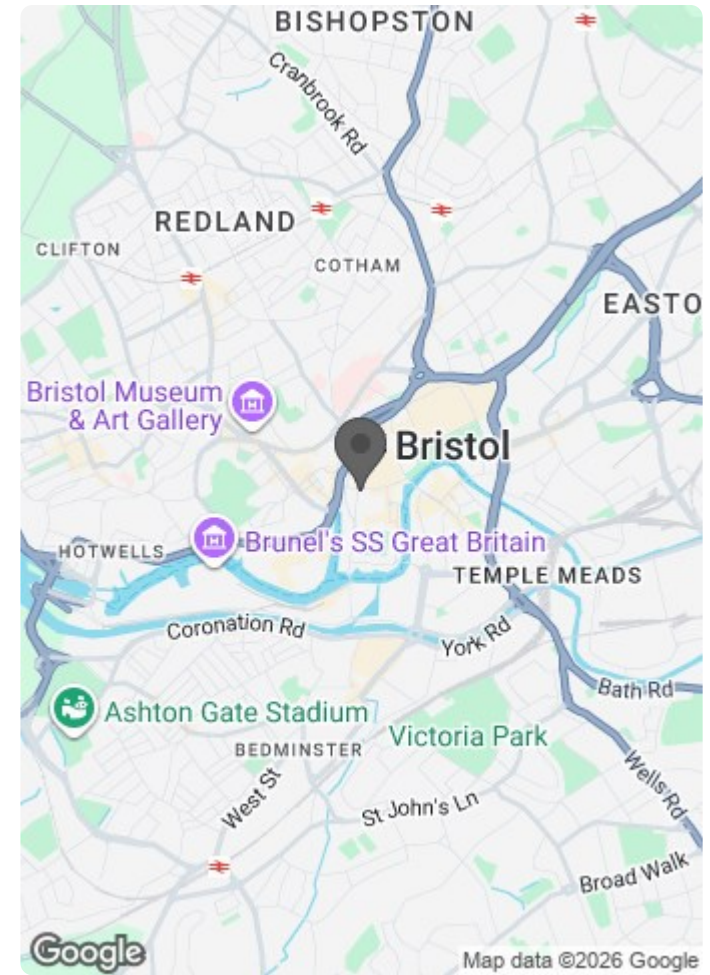 BISHOPSTON
Cranbrook Rd
REDLAND
CLIFTON
COTHAM
EASTO
Bristol Museum
& Art Gallery
Bristol
HOTWELLS
Brunel's SS Great Britain
TEMPLE MEADS
Coronation Rd
York Rd
Bath Rd
Ashton Gate Stadium
Victoria Park
BEDMINSTER
West St
St John's Ln
Wells Rd
Broad Walk
Google
Map data ©2026 Google